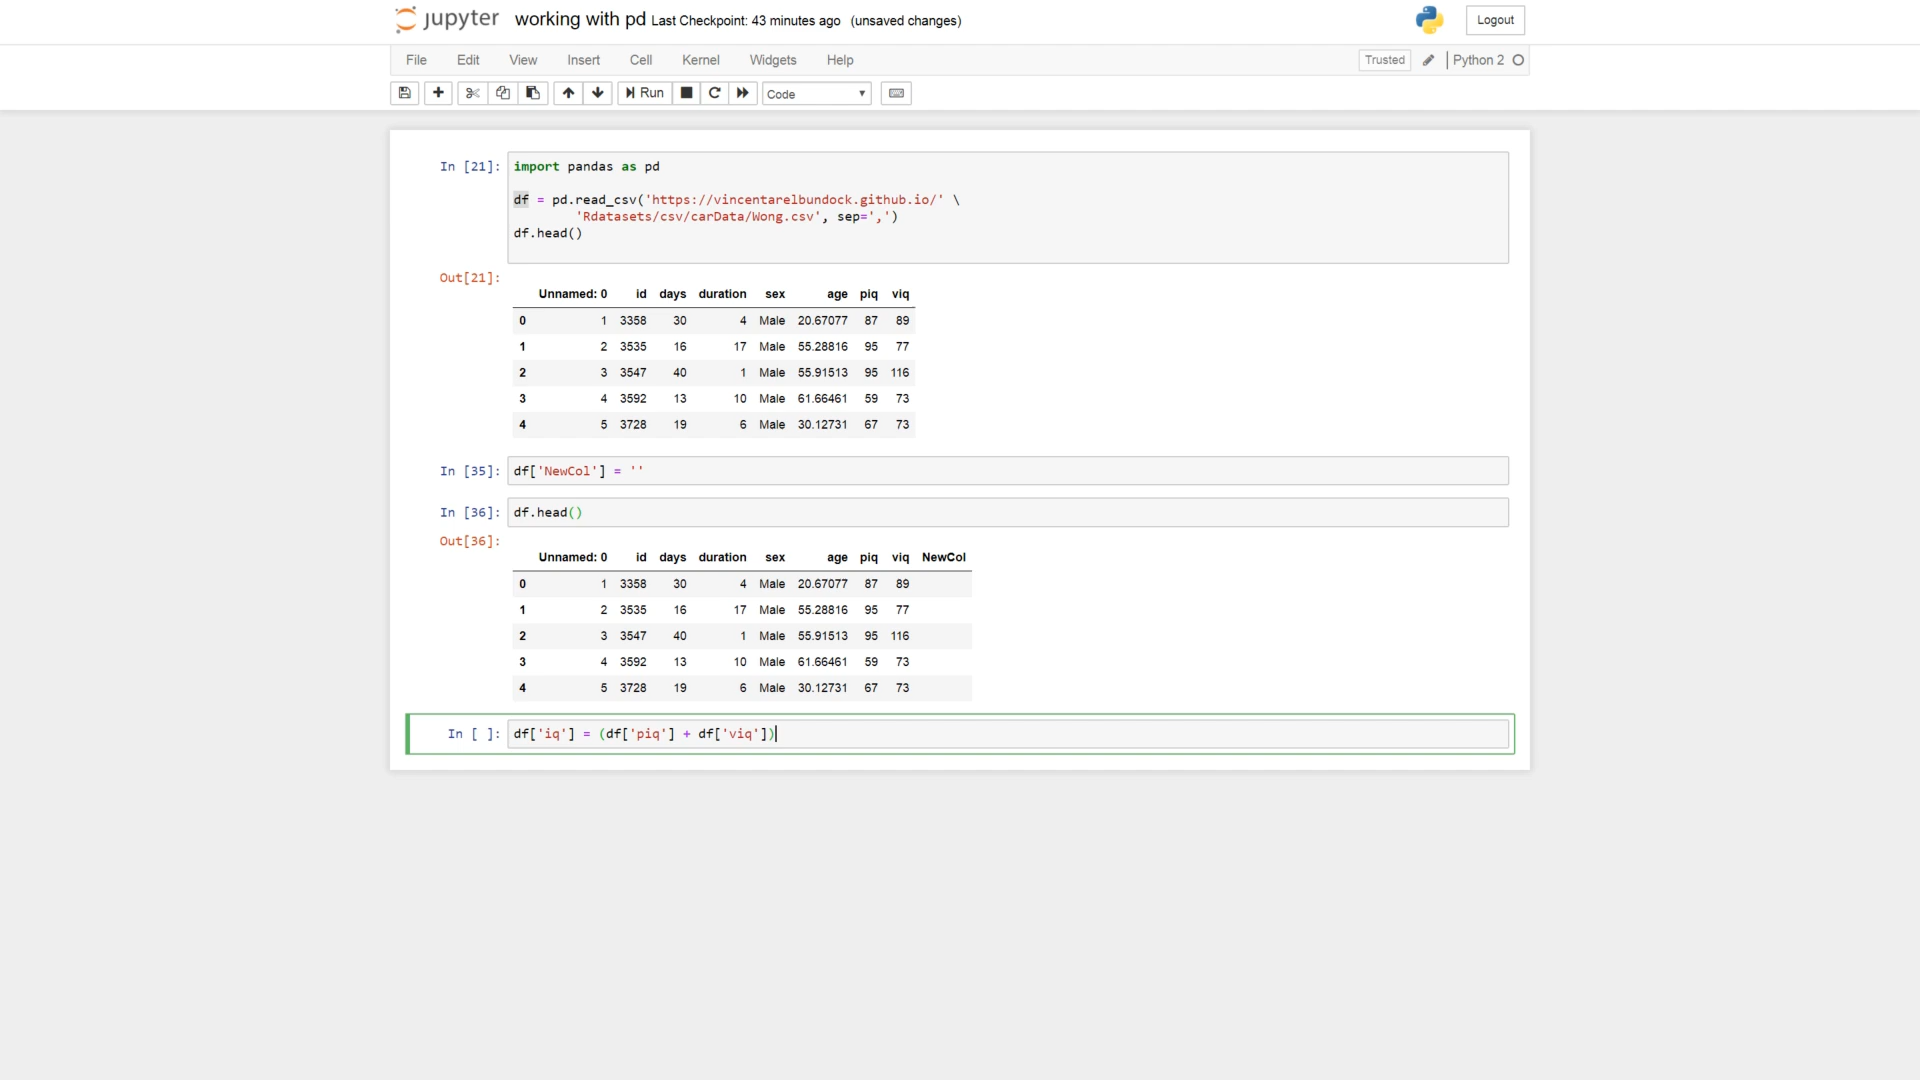 jupyter working with pd Last Checkpoint: 43 minutes ago (unsaved changes) Logout
File Edit View Insert Cell Kernel Widgets Help Trusted Python 2
Run Code
In [21]: import pandas as pd
df = pd.read_csv('https://vincentarelbundock.github.io/' \
'Rdatasets/csv/carData/Wong.csv', sep=',')
df.head()
Out[21]:
Unnamed: 0 id days duration sex age piq viq
0 1 3358 30 4 Male 20.67077 87 89
1 2 3535 16 17 Male 55.28816 95 77
2 3 3547 40 1 Male 55.91513 95 116
3 4 3592 13 10 Male 61.66461 59 73
4 5 3728 19 6 Male 30.12731 67 73
In [35]: df['NewCol'] = ''
In [36]: df.head()
Out[36]:
Unnamed: 0 id days duration sex age piq viq NewCol
0 1 3358 30 4 Male 20.67077 87 89
1 2 3535 16 17 Male 55.28816 95 77
2 3 3547 40 1 Male 55.91513 95 116
3 4 3592 13 10 Male 61.66461 59 73
4 5 3728 19 6 Male 30.12731 67 73
In [ ]: df['iq'] = (df['piq'] + df['viq'])